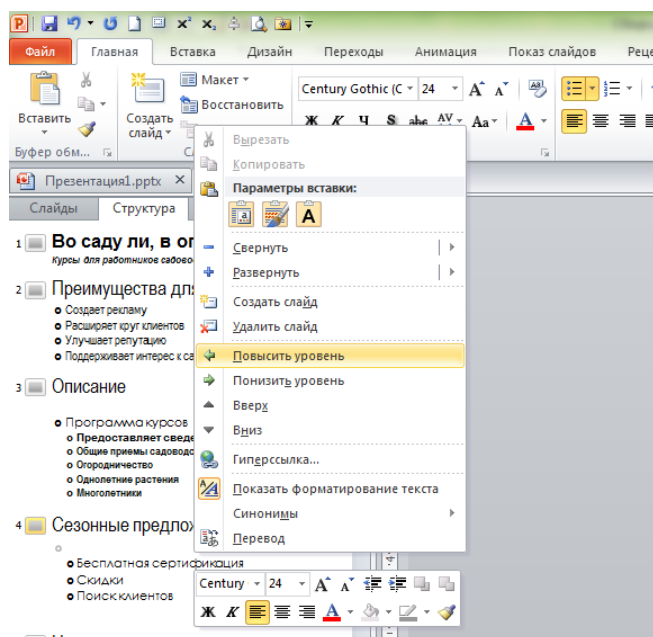 Файл Главная Вставка Дизайн Переходы Анимация Показ слайдов Реце
Вставить
Создать слайд
Макет
Восстановить
Century Gothic (С 24
Ж К Ч S abc AV Aa А
Буфер обм...
Презентация1.pptx
Слайды Структура
1 Во саду ли, в ог
Курсы для работников садово
2 Преимущества для
Создает рекламу
Расширяет круг клиентов
Улучшает репутацию
Поддерживает интерес к са
3 Описание
Программа курсов
Предоставляет сведе
Общие приемы садоводс
Огородничество
Однолетние растения
Многолетники
4 Сезонные предлож
Бесплатная сертификация
Скидки
Поиск клиентов
Вырезать
Копировать
Параметры вставки:
Свернуть
Развернуть
Создать слайд
Удалить слайд
Повысить уровень
Понизить уровень
Вверх
Вниз
Гиперссылка...
Показать форматирование текста
Синонимы
Перевод
Century 24
Ж К А